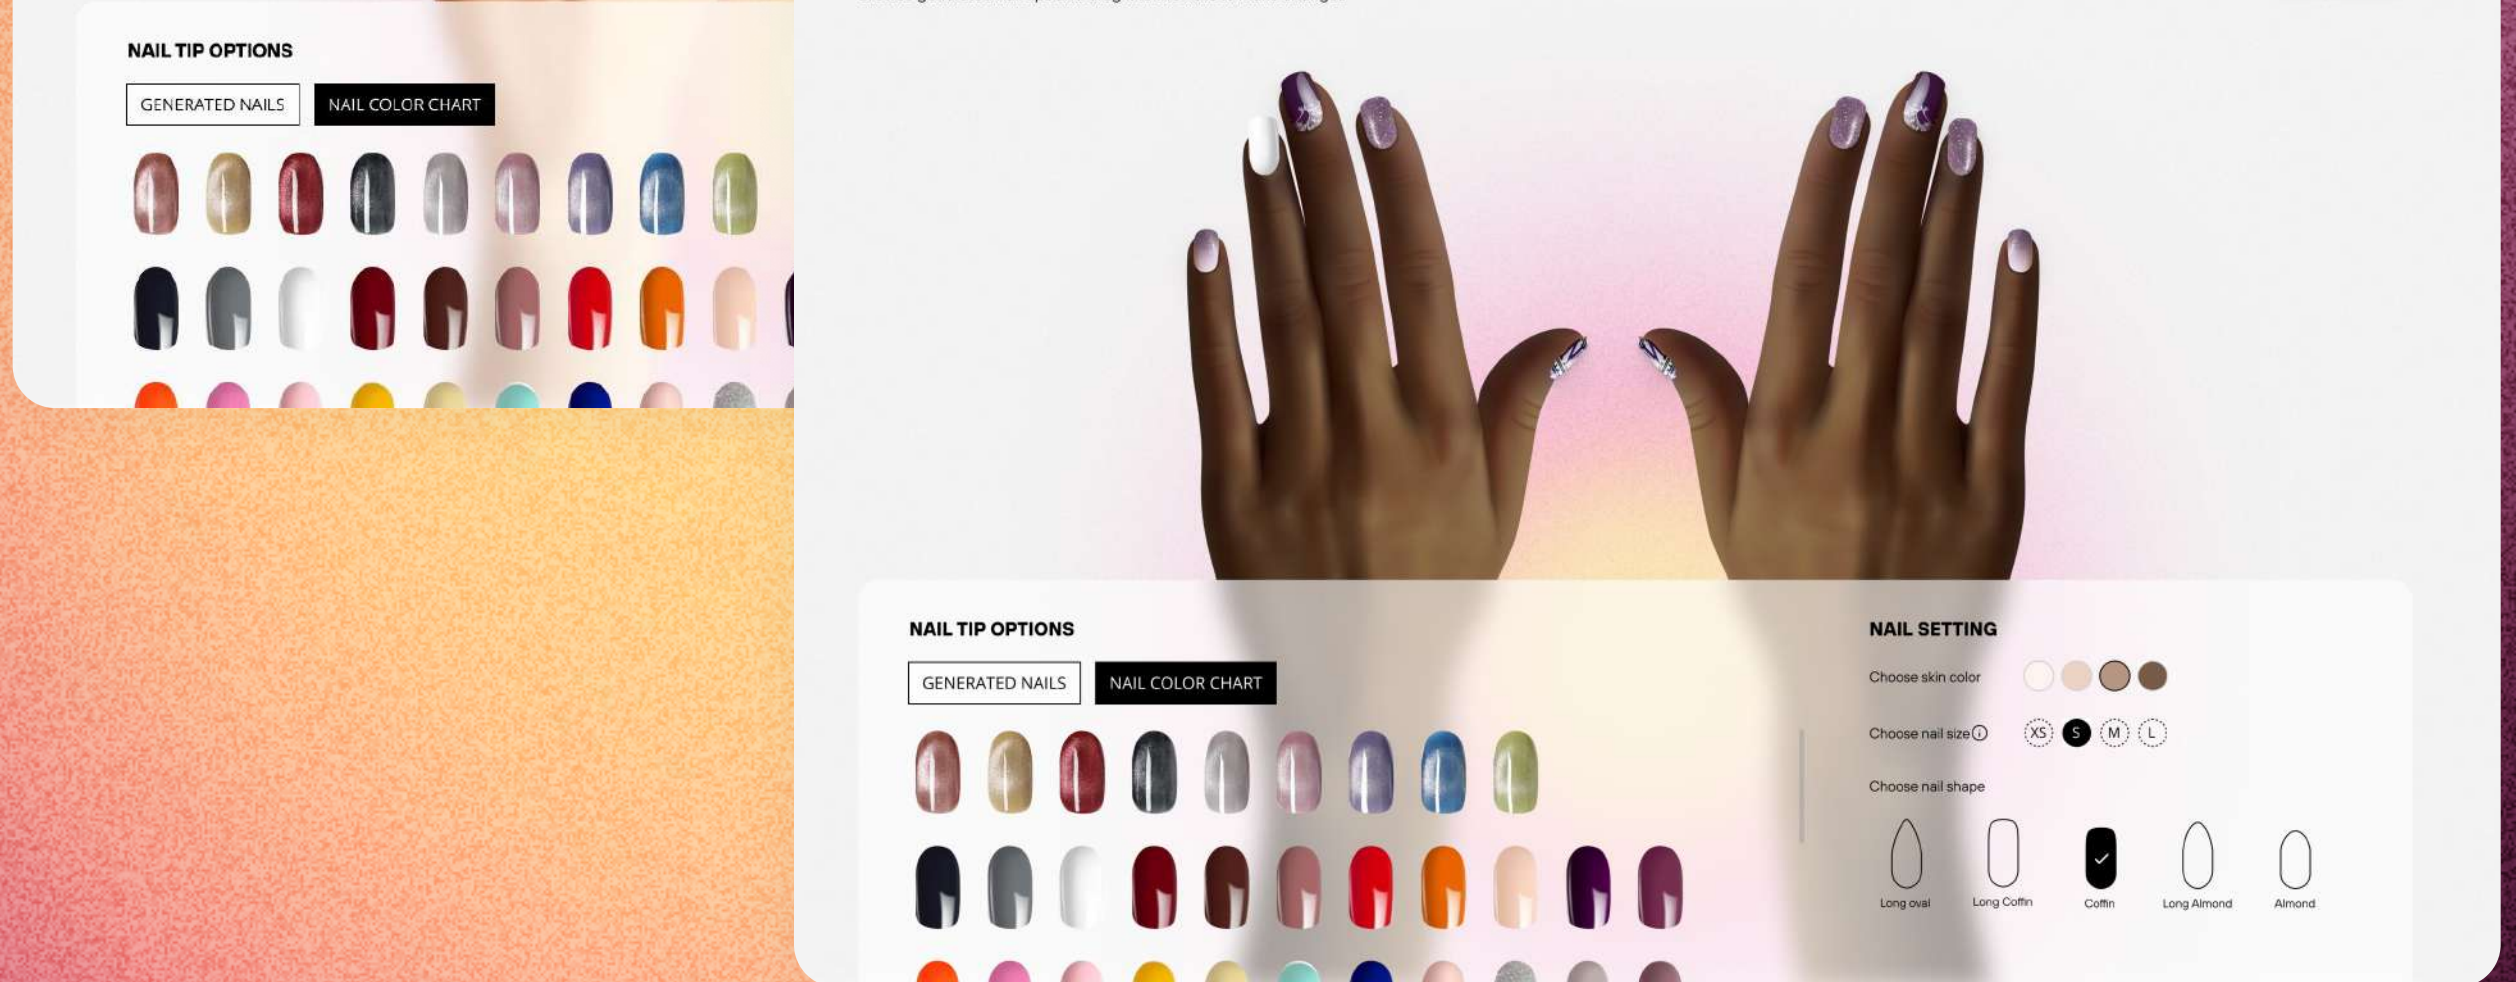 NAIL TIP OPTIONS
GENERATED NAILS
NAIL COLOR CHART
NAIL TIP OPTIONS
GENERATED NAILS
NAIL COLOR CHART
NAIL SETTING
Choose skin color
Choose nail size
XS S M L
Choose nail shape
Long oval
Long Coffin
Coffin
Long Almond
Almond